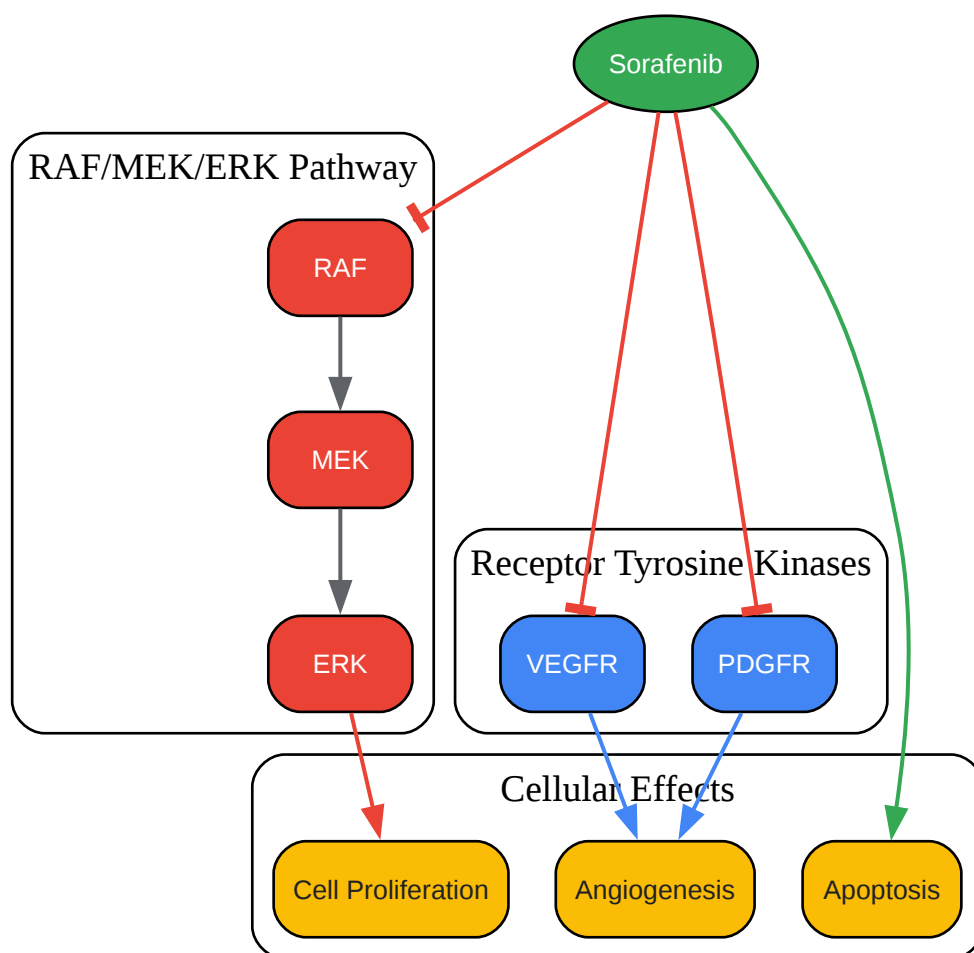 Sorafenib
RAF/MEK/ERK Pathway
RAF
MEK
ERK
Receptor Tyrosine Kinases
VEGFR
PDGFR
Cellular Effects
Cell Proliferation
Angiogenesis
Apoptosis